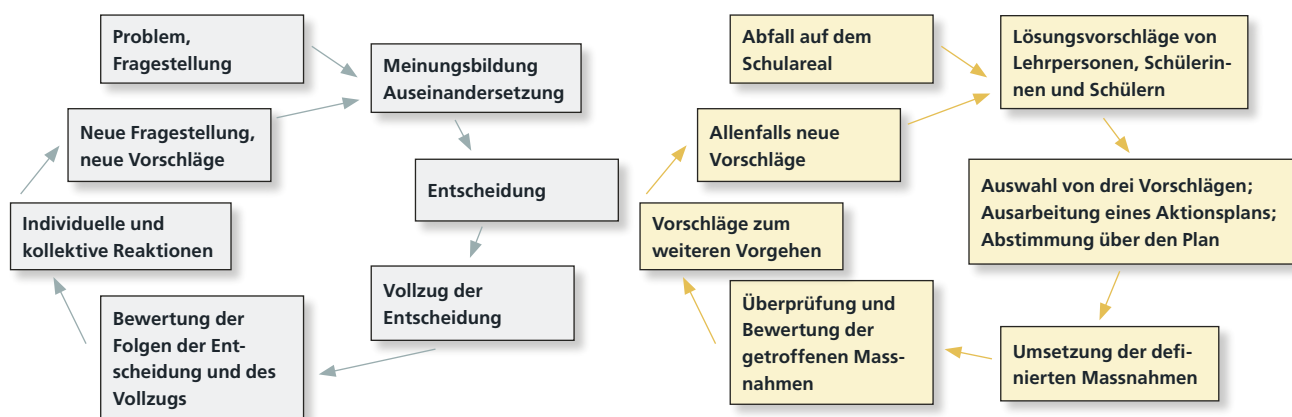 Problem,
Fragestellung
Meinungsbildung
Auseinandersetzung
Neue Fragestellung,
neue Vorschläge
Entscheidung
Individuelle und
kollektive Reaktionen
Vollzug der
Entscheidung
Bewertung der
Folgen der Ent-
scheidung und des
Vollzugs
Abfall auf dem
Schulareal
Lösungsvorschläge von
Lehrpersonen, Schülerin-
nen und Schülern
Allenfalls neue
Vorschläge
Auswahl von drei Vorschlägen;
Ausarbeitung eines Aktionsplans;
Abstimmung über den Plan
Vorschläge zum
weiteren Vorgehen
Überprüfung und
Bewertung der
getroffenen Mass-
nahmen
Umsetzung der defi-
nierten Massnahmen